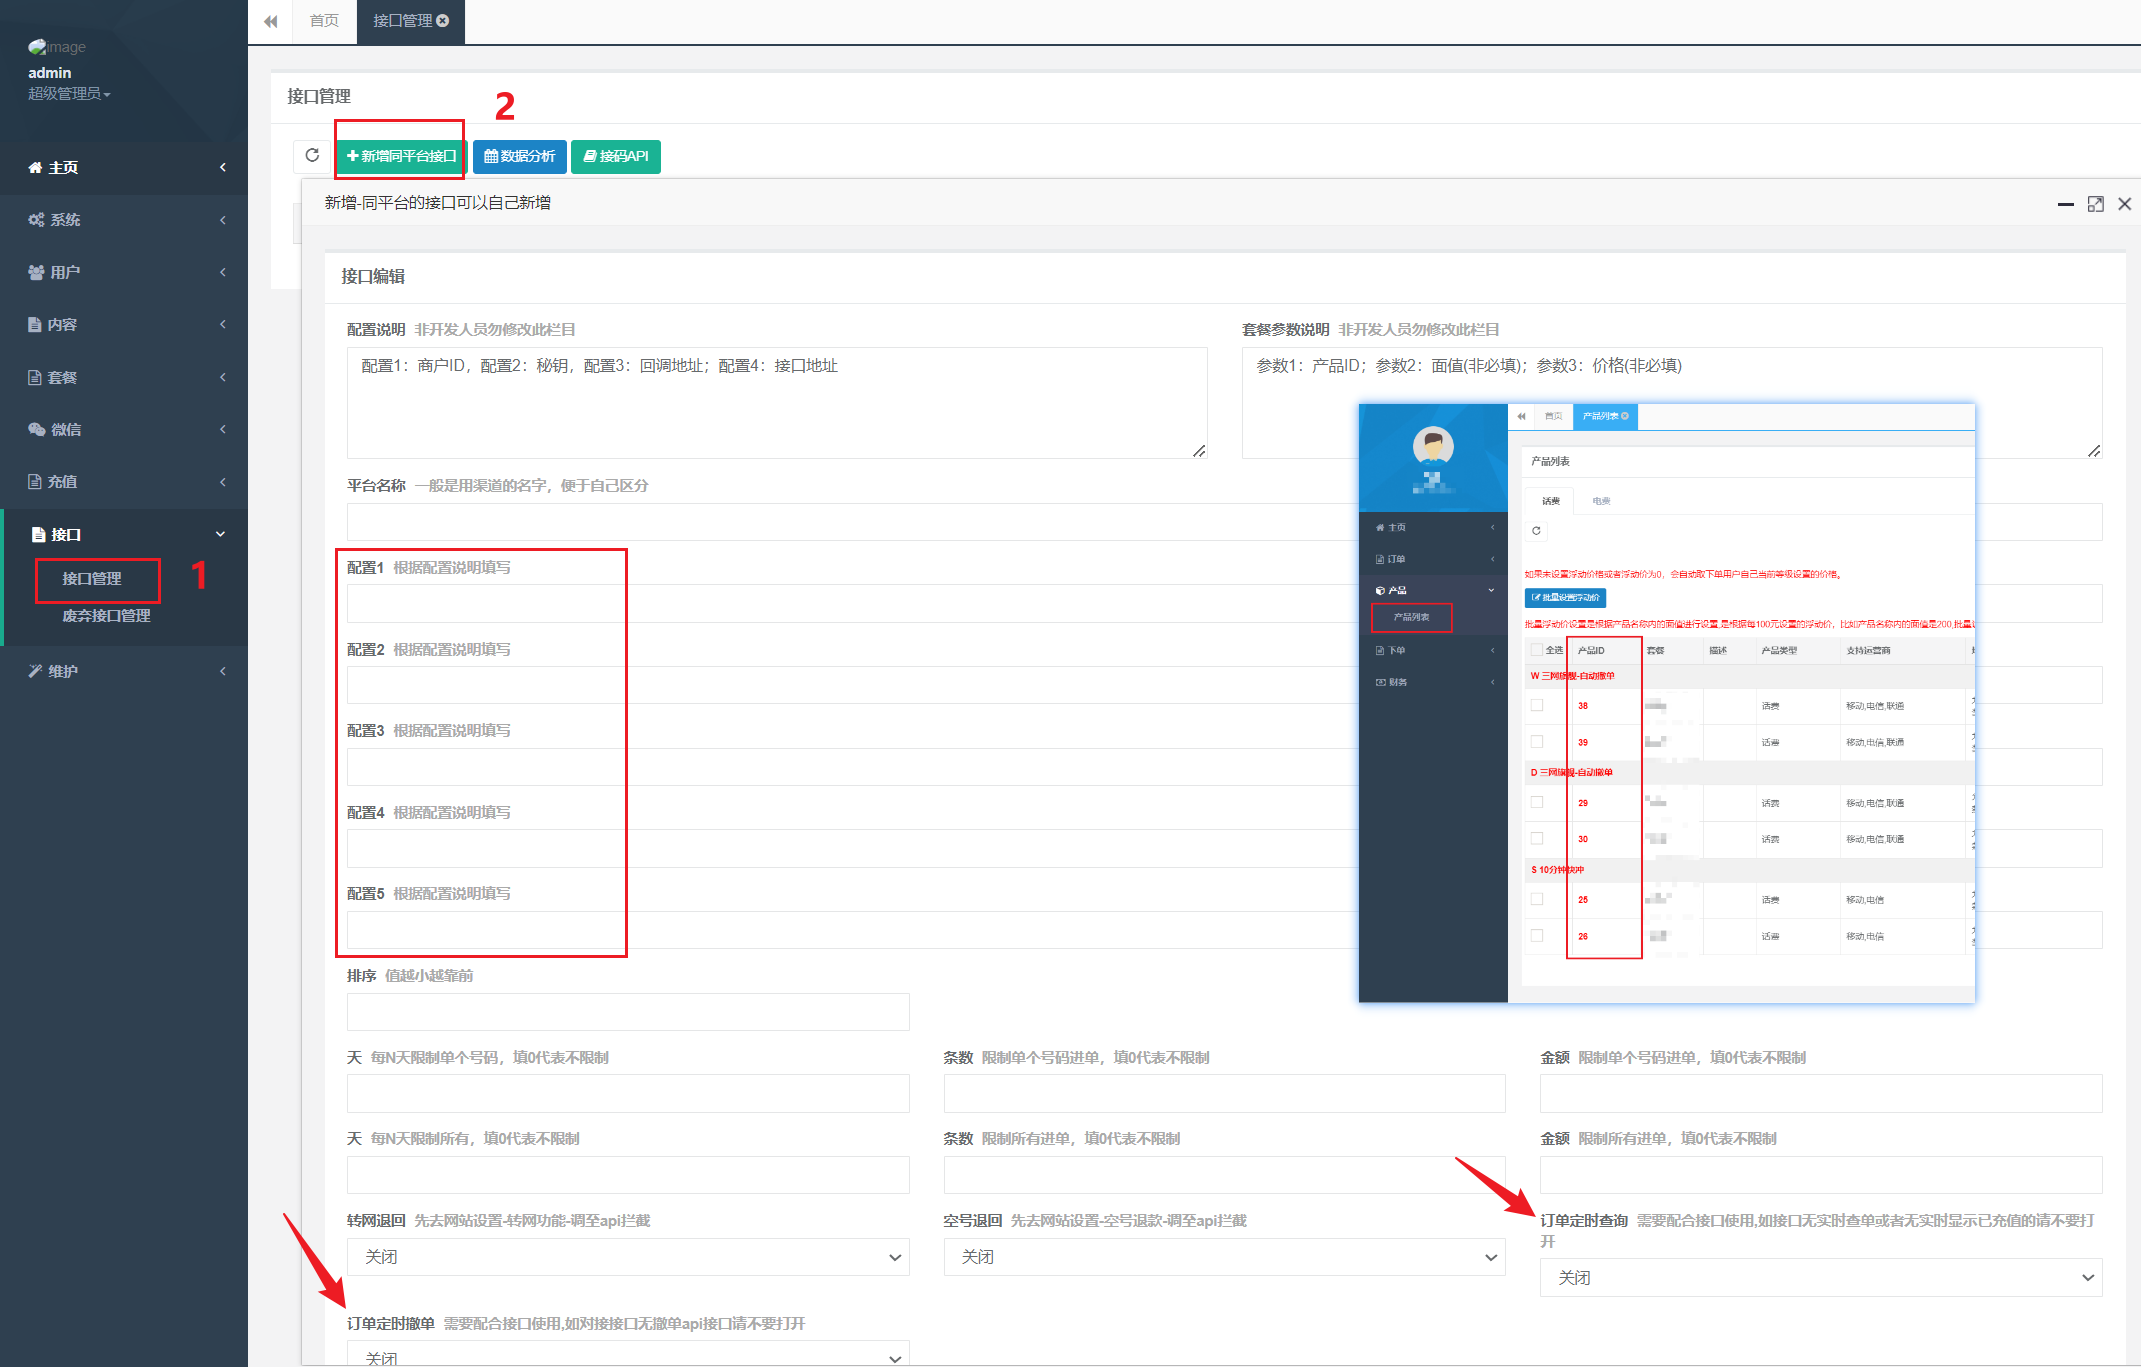 首页
接口管理
image
admin
超级管理员
主页
系统
用户
内容
套餐
微信
充值
接口
接口管理
1
废弃接口管理
维护
接口管理
2
新增同平台接口
数据分析
接码API
新增-同平台的接口可以自己新增
接口编辑
配置说明 非开发人员勿修改此栏目
配置1：商户ID，配置2：秘钥，配置3：回调地址；配置4：接口地址
套餐参数说明 非开发人员勿修改此栏目
参数1：产品ID；参数2：面值(非必填)；参数3：价格(非必填)
平台名称 一般是用渠道的名字，便于自己区分
配置1 根据配置说明填写
配置2 根据配置说明填写
配置3 根据配置说明填写
配置4 根据配置说明填写
配置5 根据配置说明填写
首页
产品列表
主页
订单
产品
产品列表
下单
财务
产品列表
话费
电费
如果未设置浮动价格或者浮动价为0，会自动取下单用户自己当前等级设置的价格。
批量设置浮动价
批量浮动价设置是根据产品名称内的面值进行设置,是根据每100元设置的浮动价，比如产品名称内的面值是200,批量
全选 产品ID 套餐 描述 产品类型 支持运营商
W 三网旗舰-自动撤单
38 话费 移动,电信,联通
39 话费 移动,电信,联通
D 三网旗舰-自动撤单
29 话费 移动,电信,联通
30 话费 移动,电信,联通
S 10分钟快冲
25 话费 移动,电信
26 话费 移动,电信
排序 值越小越靠前
天 每N天限制单个号码，填0代表不限制
条数 限制单个号码进单，填0代表不限制
金额 限制单个号码进单，填0代表不限制
天 每N天限制所有，填0代表不限制
条数 限制所有进单，填0代表不限制
金额 限制所有进单，填0代表不限制
转网退回 先去网站设置-转网功能-调至api拦截
关闭
空号退回 先去网站设置-空号退款-调至api拦截
关闭
订单定时查询 需要配合接口使用,如接口无实时查单或者无实时显示已充值的请不要打
开
关闭
订单定时撤单 需要配合接口使用,如对接接口无撤单api接口请不要打开
关闭